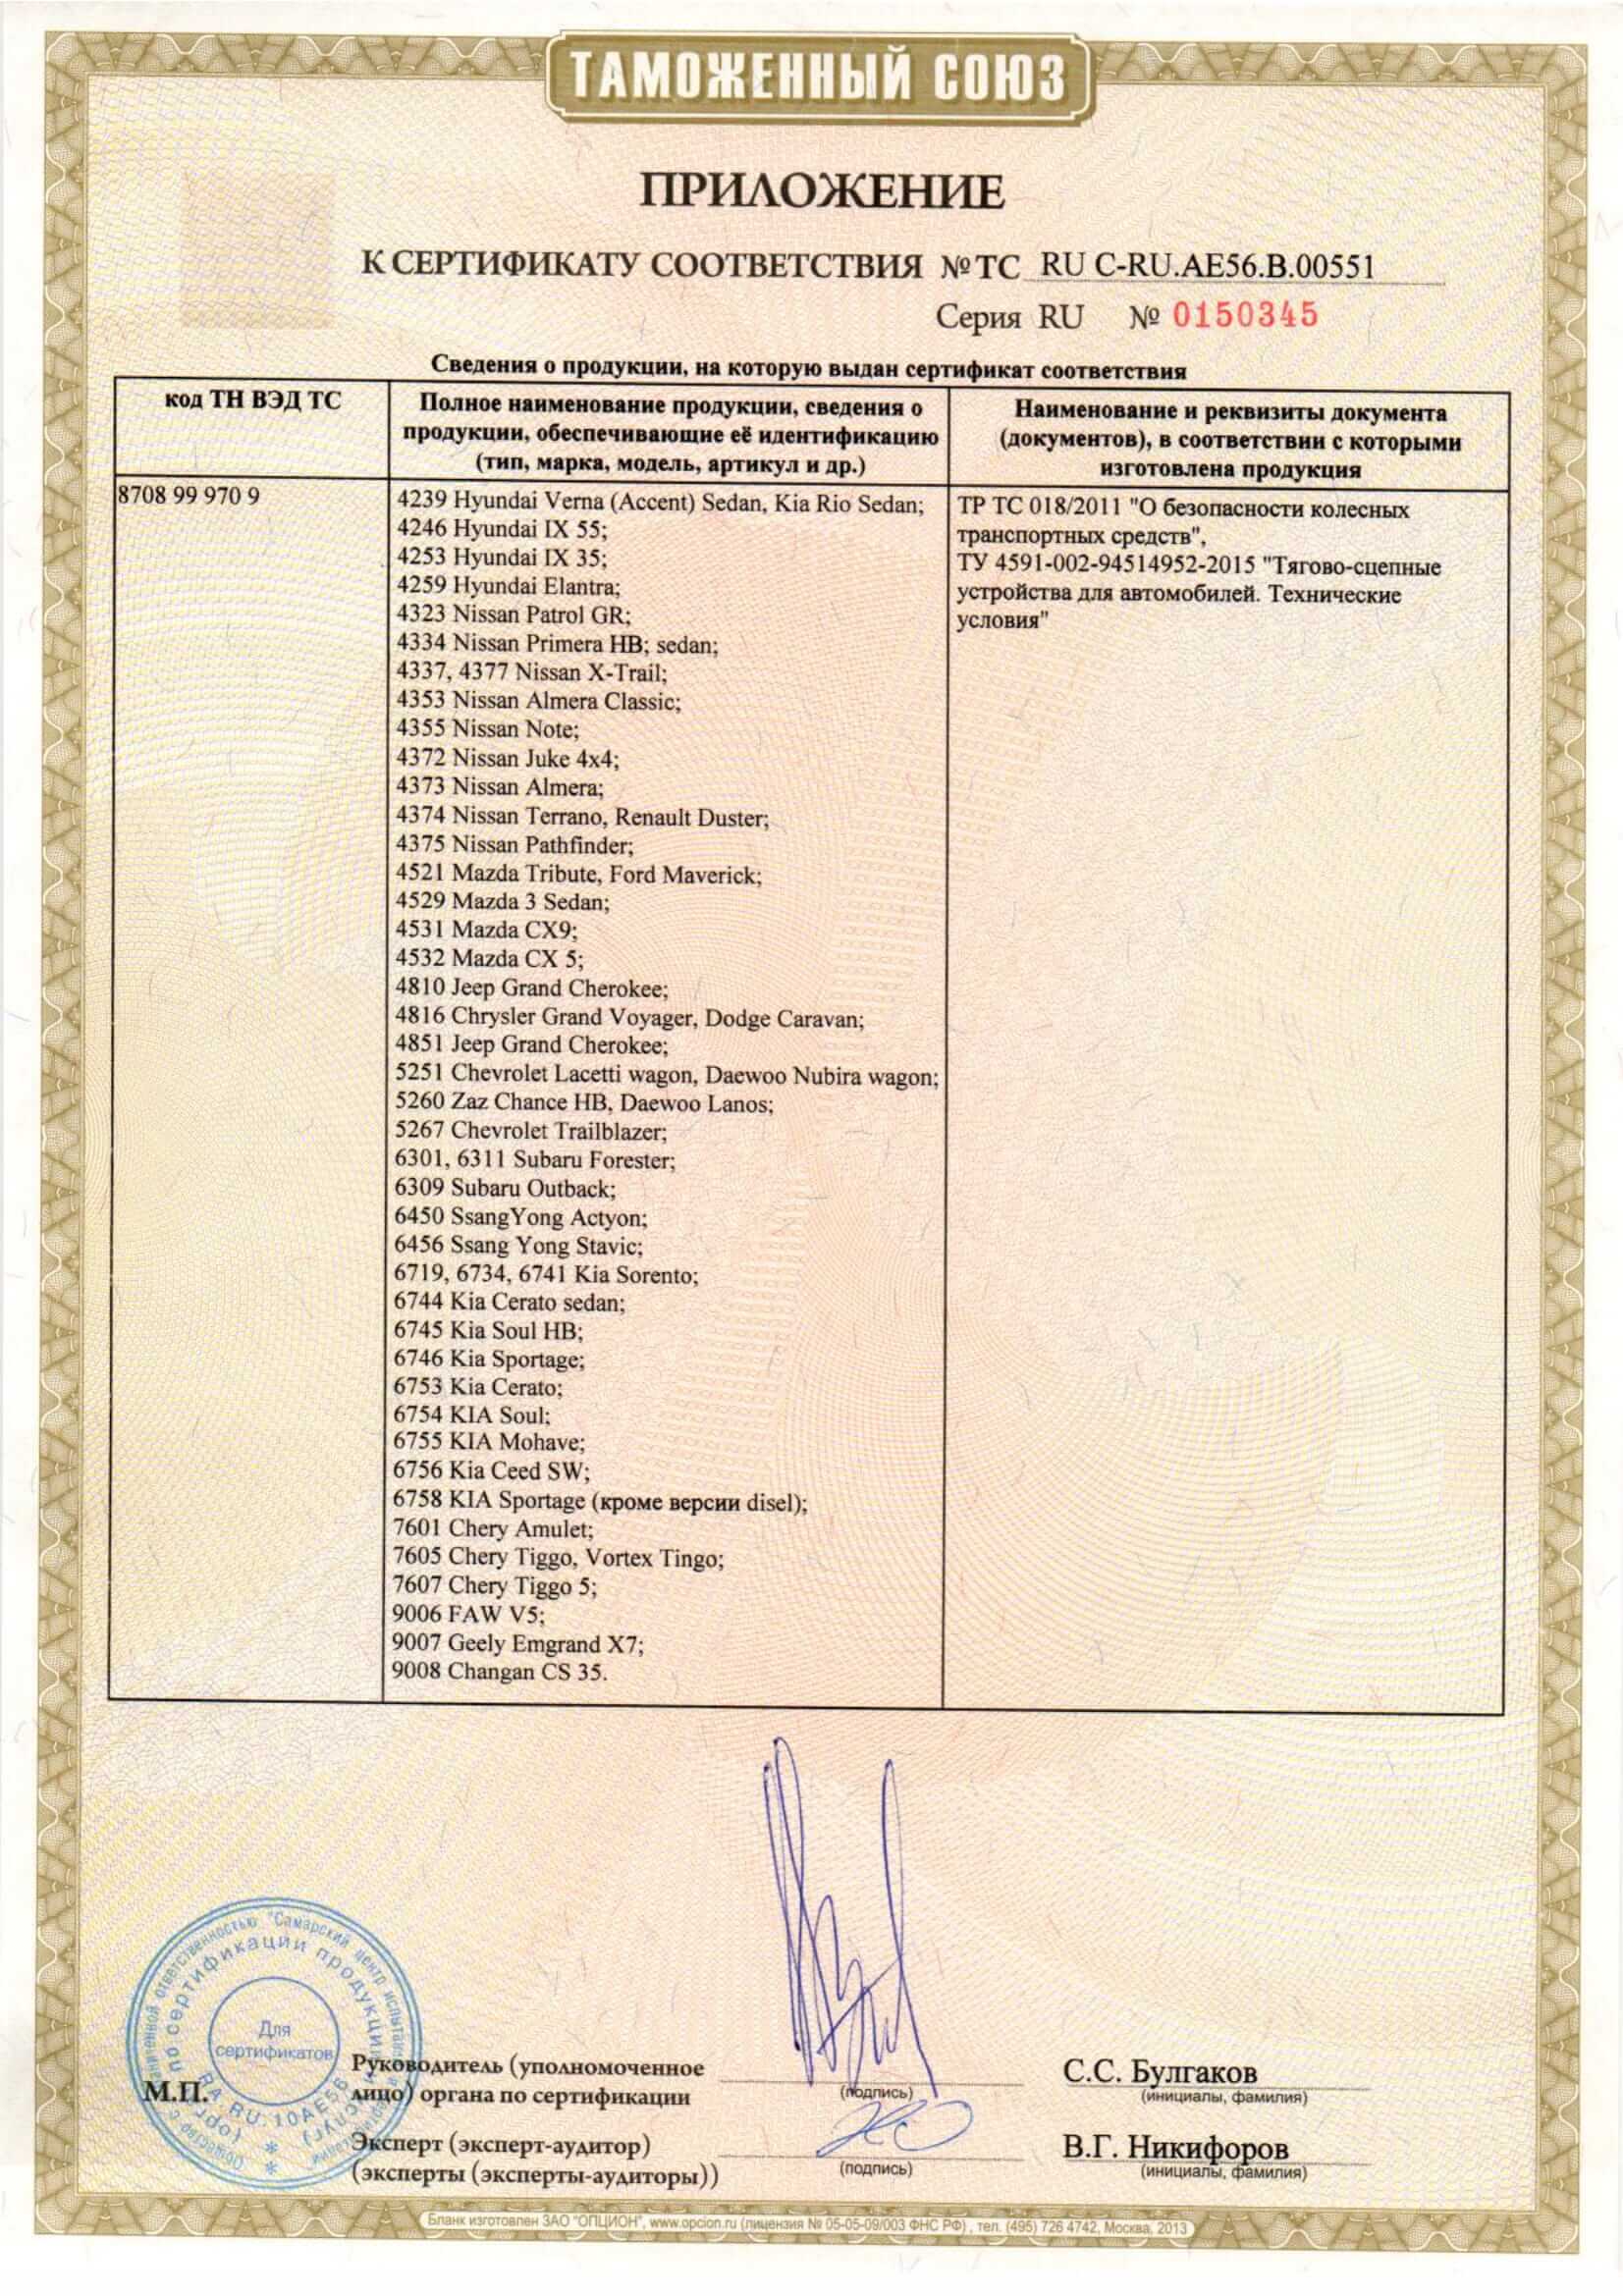 ТАМОЖЕННЫЙ СОЮЗ
ПРИЛОЖЕНИЕ
К СЕРТИФИКАТУ СООТВЕТСТВИЯ №ТС RU C-RU.AE56.B.00551
Серия RU № 0150345
Сведения о продукции, на которую выдан сертификат соответствия
код ТН ВЭД ТС
Полное наименование продукции, сведения о
продукции, обеспечивающие её идентификацию
(тип, марка, модель, артикул и др.)
Наименование и реквизиты документа
(документов), в соответствии с которыми
изготовлена продукция
8708 99 970 9
4239 Hyundai Verna (Accent) Sedan, Kia Rio Sedan;
4246 Hyundai IX 55;
4253 Hyundai IX 35;
4259 Hyundai Elantra;
4323 Nissan Patrol GR;
4334 Nissan Primera HB; sedan;
4337, 4377 Nissan X-Trail;
4353 Nissan Almera Classic;
4355 Nissan Note;
4372 Nissan Juke 4x4;
4373 Nissan Almera;
4374 Nissan Terrano, Renault Duster;
4375 Nissan Pathfinder;
4521 Mazda Tribute, Ford Maverick;
4529 Mazda 3 Sedan;
4531 Mazda CX9;
4532 Mazda CX 5;
4810 Jeep Grand Cherokee;
4816 Chrysler Grand Voyager, Dodge Caravan;
4851 Jeep Grand Cherokee;
5251 Chevrolet Lacetti wagon, Daewoo Nubira wagon;
5260 Zaz Chance HB, Daewoo Lanos;
5267 Chevrolet Trailblazer;
6301, 6311 Subaru Forester;
6309 Subaru Outback;
6450 SsangYong Actyon;
6456 Ssang Yong Stavic;
6719, 6734, 6741 Kia Sorento;
6744 Kia Cerato sedan;
6745 Kia Soul HB;
6746 Kia Sportage;
6753 Kia Cerato;
6754 KIA Soul;
6755 KIA Mohave;
6756 Kia Ceed SW;
6758 KIA Sportage (кроме версии disel);
7601 Chery Amulet;
7605 Chery Tiggo, Vortex Tingo;
7607 Chery Tiggo 5;
9006 FAW V5;
9007 Geely Emgrand X7;
9008 Changan CS 35.
ТР ТС 018/2011 "О безопасности колесных
транспортных средств",
ТУ 4591-002-94514952-2015 "Тягово-сцепные
устройства для автомобилей. Технические
условия"
ответственностью "Самарский центр
по сертификации продукции
Для
сертификатов
RA.RU.10AE56
М.П.
Руководитель (уполномоченное
лицо) органа по сертификации
(подпись)
С.С. Булгаков
(инициалы, фамилия)
Эксперт (эксперт-аудитор)
(эксперты (эксперты-аудиторы))
(подпись)
В.Г. Никифоров
(инициалы, фамилия)
Бланк изготовлен ЗАО "ОПЦИОН", www.opcion.ru (лицензия № 05-05-09/003 ФНС РФ), тел. (495) 726 4742, Москва, 2013